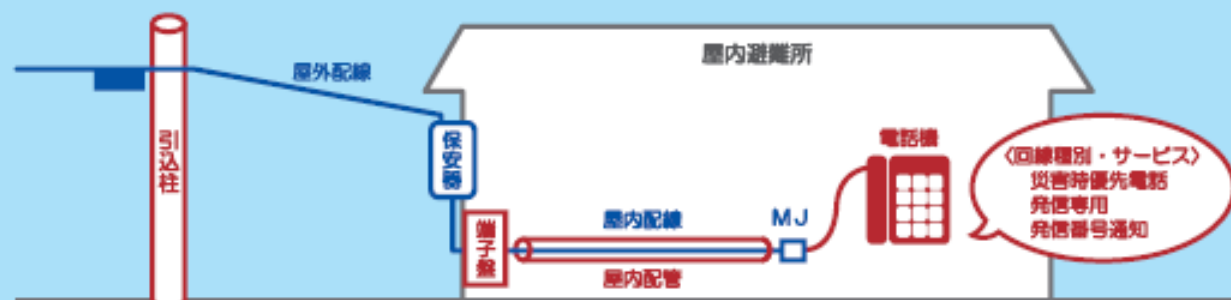 屋内避難所
屋外配線
引込柱
保安器
電話機
〈回線種別・サービス〉
災害時優先電話
発信専用
発信番号通知
端子盤
屋内配線
MJ
屋内配管